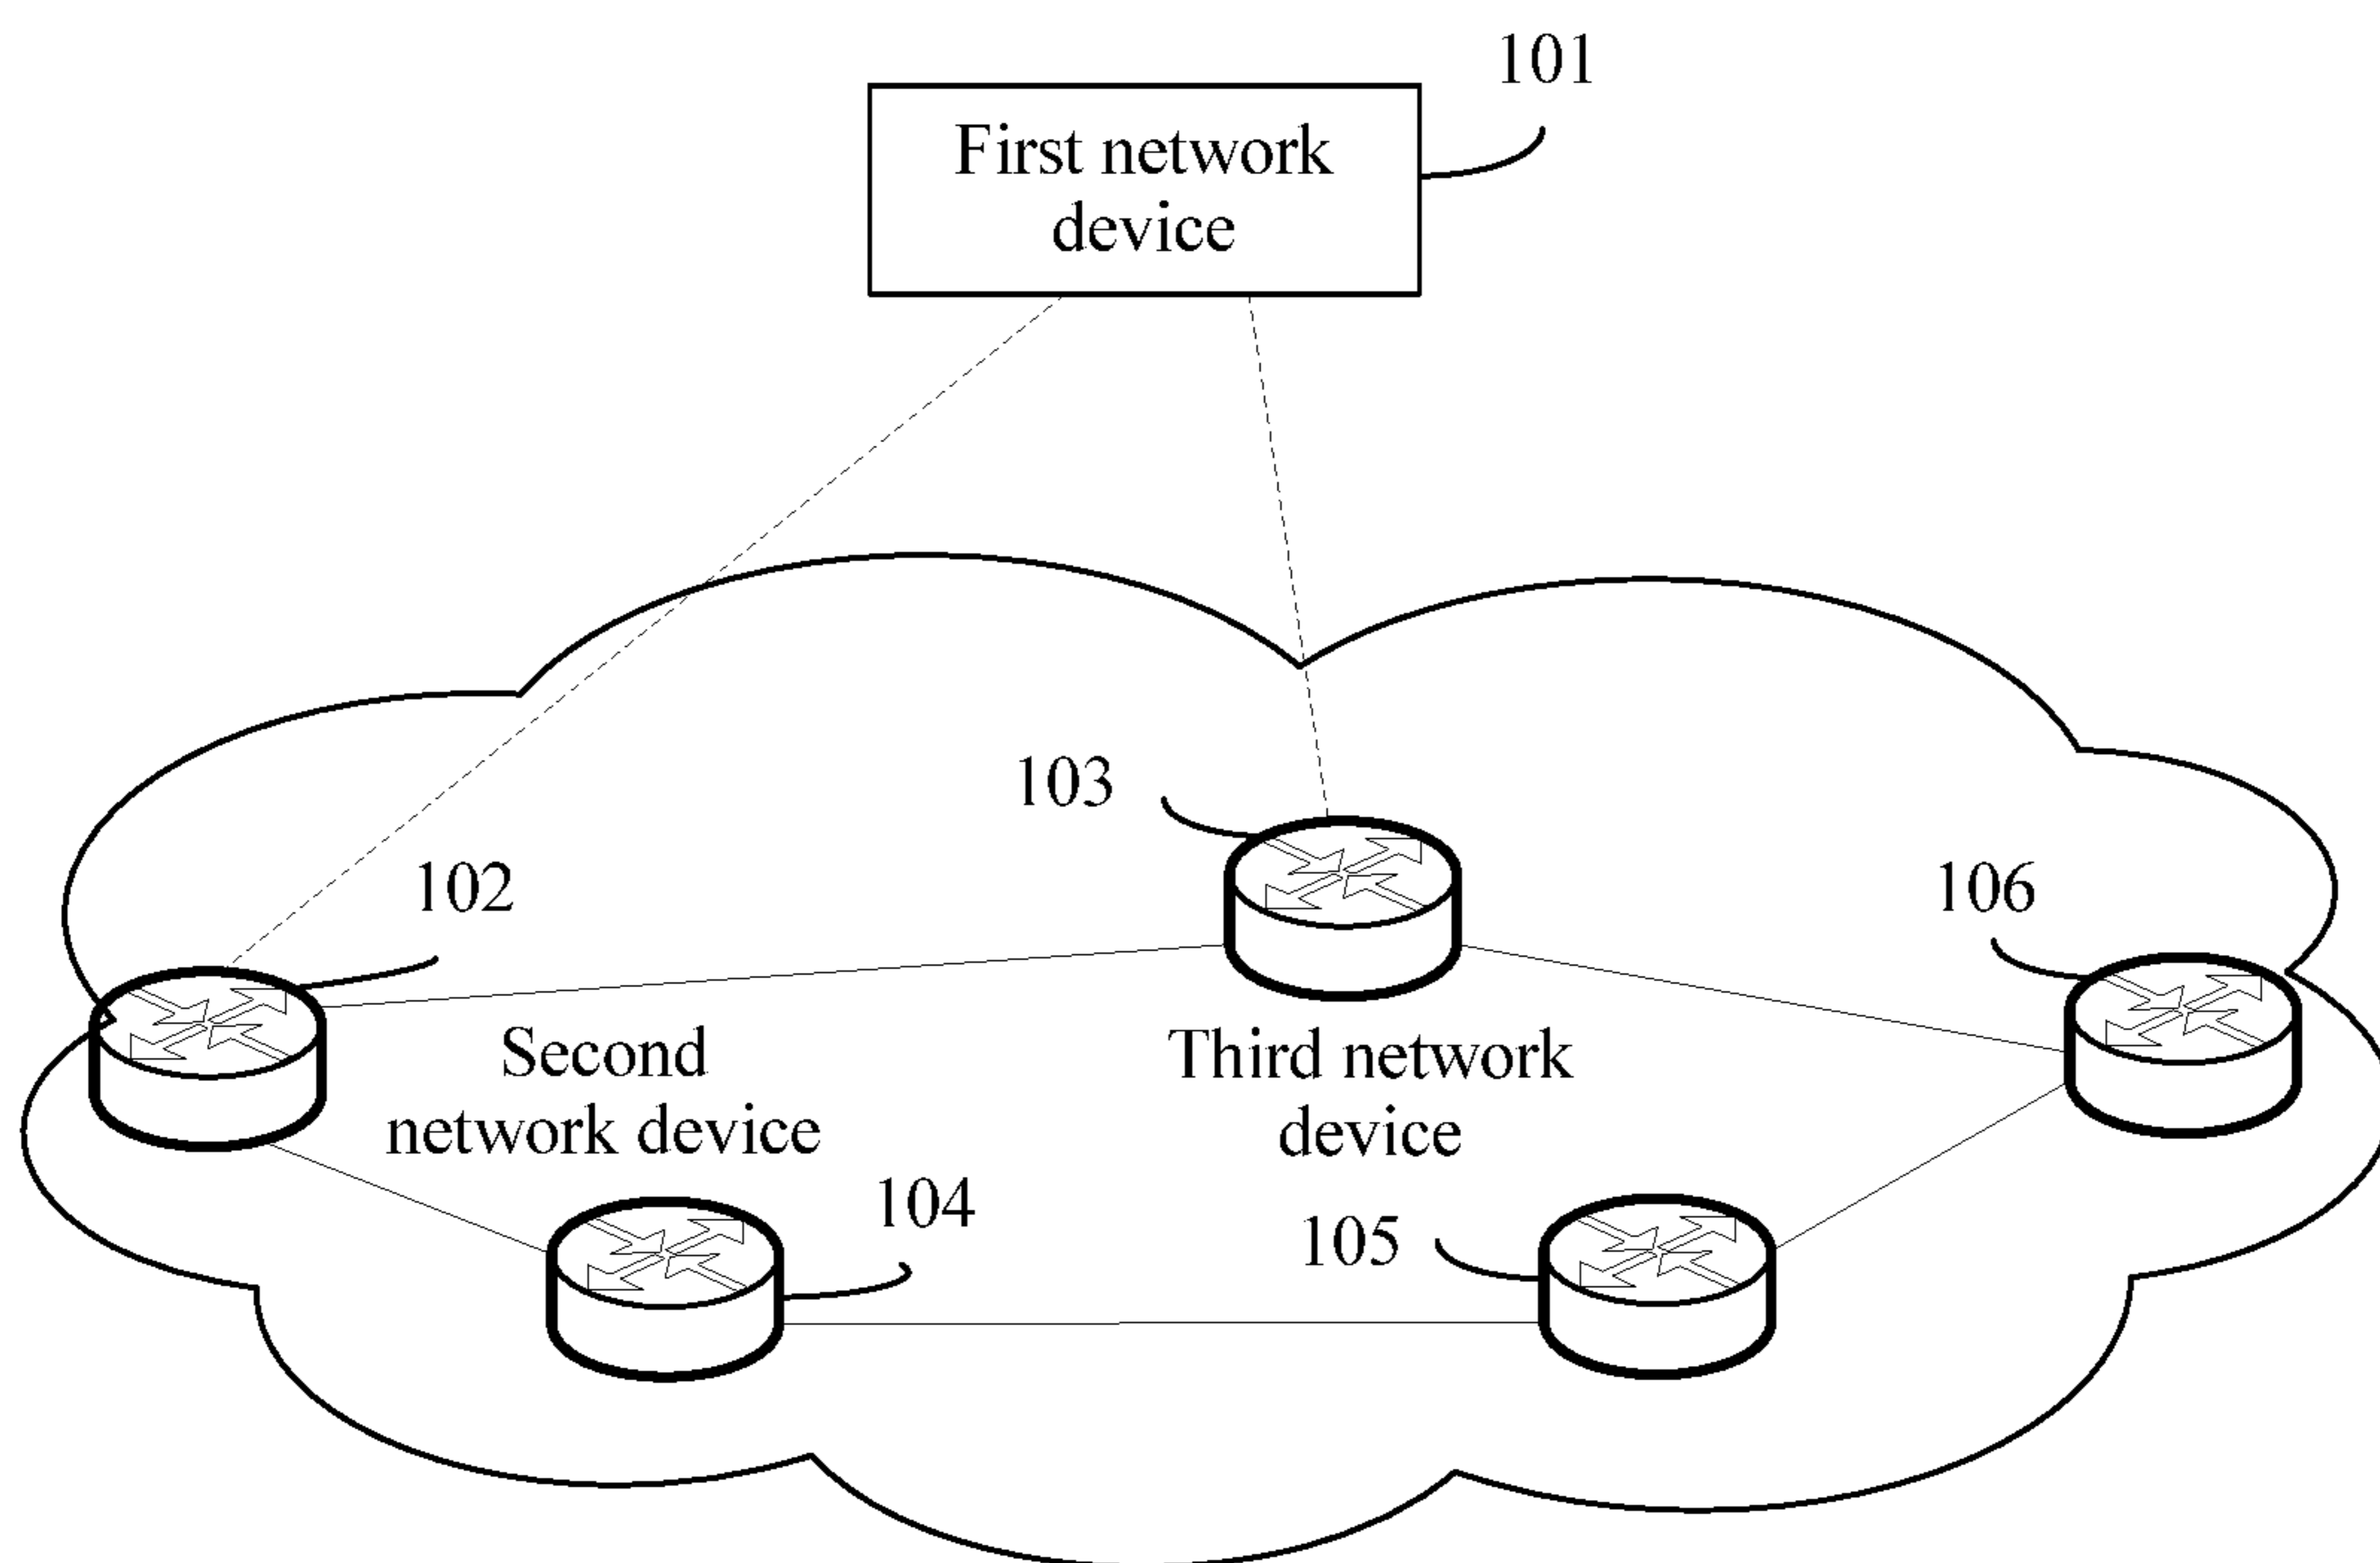 101
First network
device
103
102
106
Second
network device
Third network
device
104
105